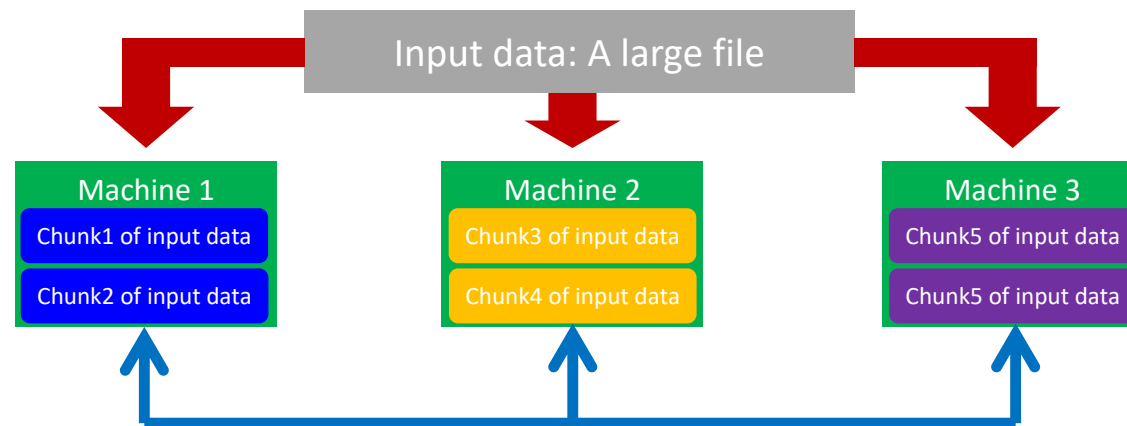 Input data: A large file
Machine 1
Chunk1 of input data
Chunk2 of input data
Machine 2
Chunk3 of input data
Chunk4 of input data
Machine 3
Chunk5 of input data
Chunk5 of input data